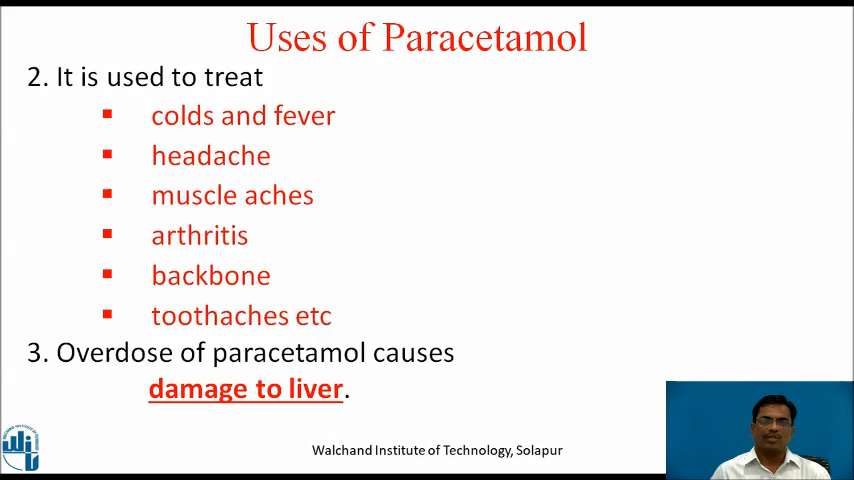 Uses of Paracetamol
2. It is used to treat
▪ colds and fever
▪ headache
▪ muscle aches
▪ arthritis
▪ backbone
▪ toothaches etc
3. Overdose of paracetamol causes
damage to liver.
Walchand Institute of Technology, Solapur